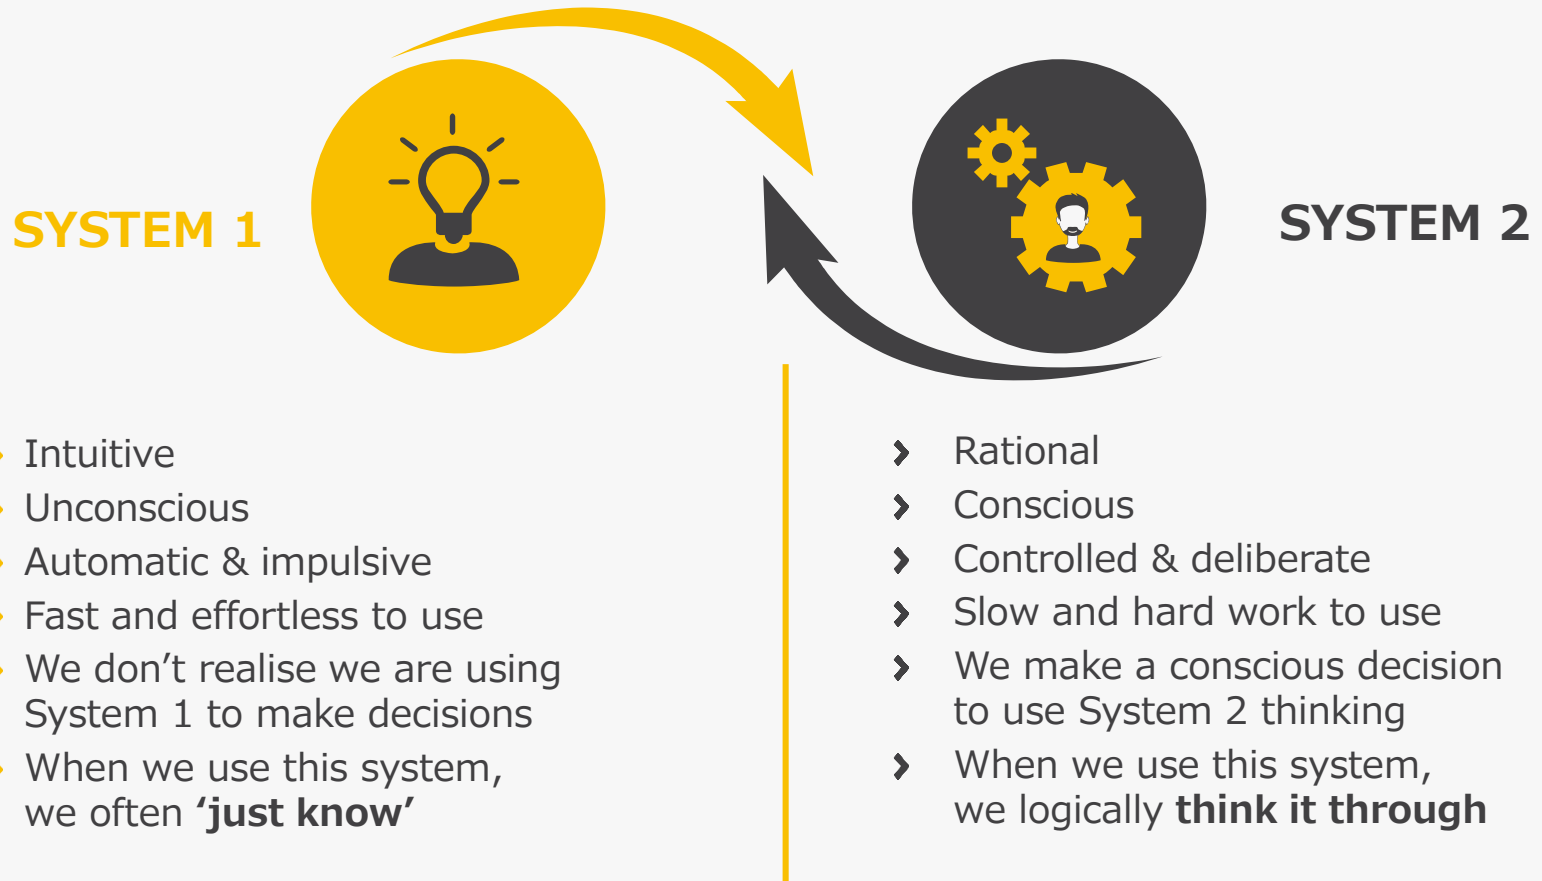 SYSTEM 1
Intuitive
Unconscious
Automatic & impulsive
Fast and effortless to use
We don’t realise we are using
System 1 to make decisions
When we use this system,
we often ‘just know’
SYSTEM 2
Rational
Conscious
Controlled & deliberate
Slow and hard work to use
We make a conscious decision
to use System 2 thinking
When we use this system,
we logically think it through